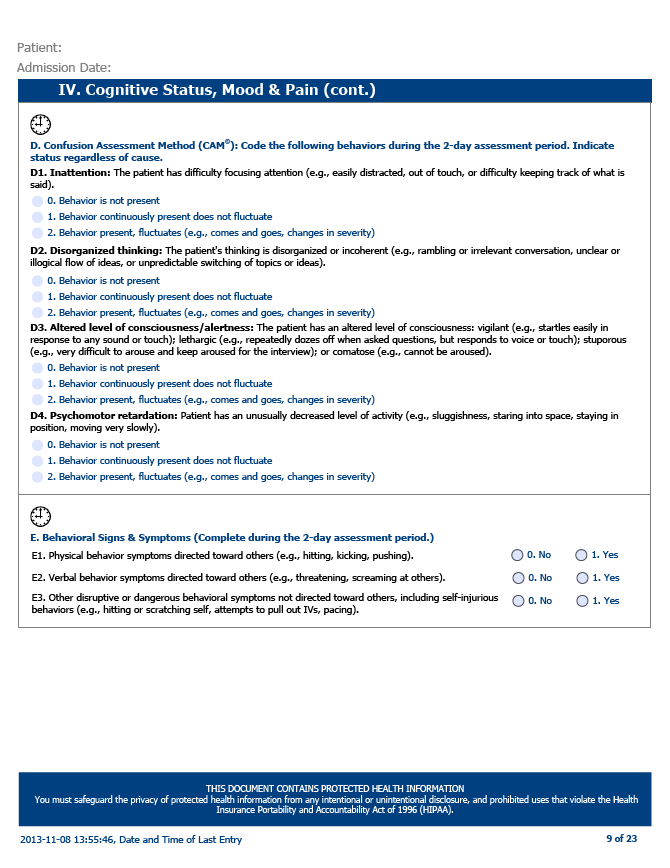 Patient:
Admission Date:
IV. Cognitive Status, Mood & Pain (cont.)
D. Confusion Assessment Method (CAM®): Code the following behaviors during the 2-day assessment period. Indicate
status regardless of cause.
D1. Inattention: The patient has difficulty focusing attention (e.g., easily distracted, out of touch, or difficulty keeping track of what is
said).
0. Behavior is not present
1. Behavior continuously present does not fluctuate
2. Behavior present, fluctuates (e.g., comes and goes, changes in severity)
D2. Disorganized thinking: The patient's thinking is disorganized or incoherent (e.g., rambling or irrelevant conversation, unclear or
illogical flow of ideas, or unpredictable switching of topics or ideas).
0. Behavior is not present
1. Behavior continuously present does not fluctuate
2. Behavior present, fluctuates (e.g., comes and goes, changes in severity)
D3. Altered level of consciousness/alertness: The patient has an altered level of consciousness: vigilant (e.g., startles easily in
response to any sound or touch); lethargic (e.g., repeatedly dozes off when asked questions, but responds to voice or touch); stuporous
(e.g., very difficult to arouse and keep aroused for the interview); or comatose (e.g., cannot be aroused).
0. Behavior is not present
1. Behavior continuously present does not fluctuate
2. Behavior present, fluctuates (e.g., comes and goes, changes in severity)
D4. Psychomotor retardation: Patient has an unusually decreased level of activity (e.g., sluggishness, staring into space, staying in
position, moving very slowly).
0. Behavior is not present
1. Behavior continuously present does not fluctuate
2. Behavior present, fluctuates (e.g., comes and goes, changes in severity)
E. Behavioral Signs & Symptoms (Complete during the 2-day assessment period.)
E1. Physical behavior symptoms directed toward others (e.g., hitting, kicking, pushing). 0. No 1. Yes
E2. Verbal behavior symptoms directed toward others (e.g., threatening, screaming at others). 0. No 1. Yes
E3. Other disruptive or dangerous behavioral symptoms not directed toward others, including self-injurious 0. No 1. Yes
behaviors (e.g., hitting or scratching self, attempts to pull out IVs, pacing).
THIS DOCUMENT CONTAINS PROTECTED HEALTH INFORMATION
You must safeguard the privacy of protected health information from any intentional or unintentional disclosure, and prohibited uses that violate the Health
Insurance Portability and Accountability Act of 1996 (HIPAA).
2013-11-08 13:55:46, Date and Time of Last Entry 9 of 23